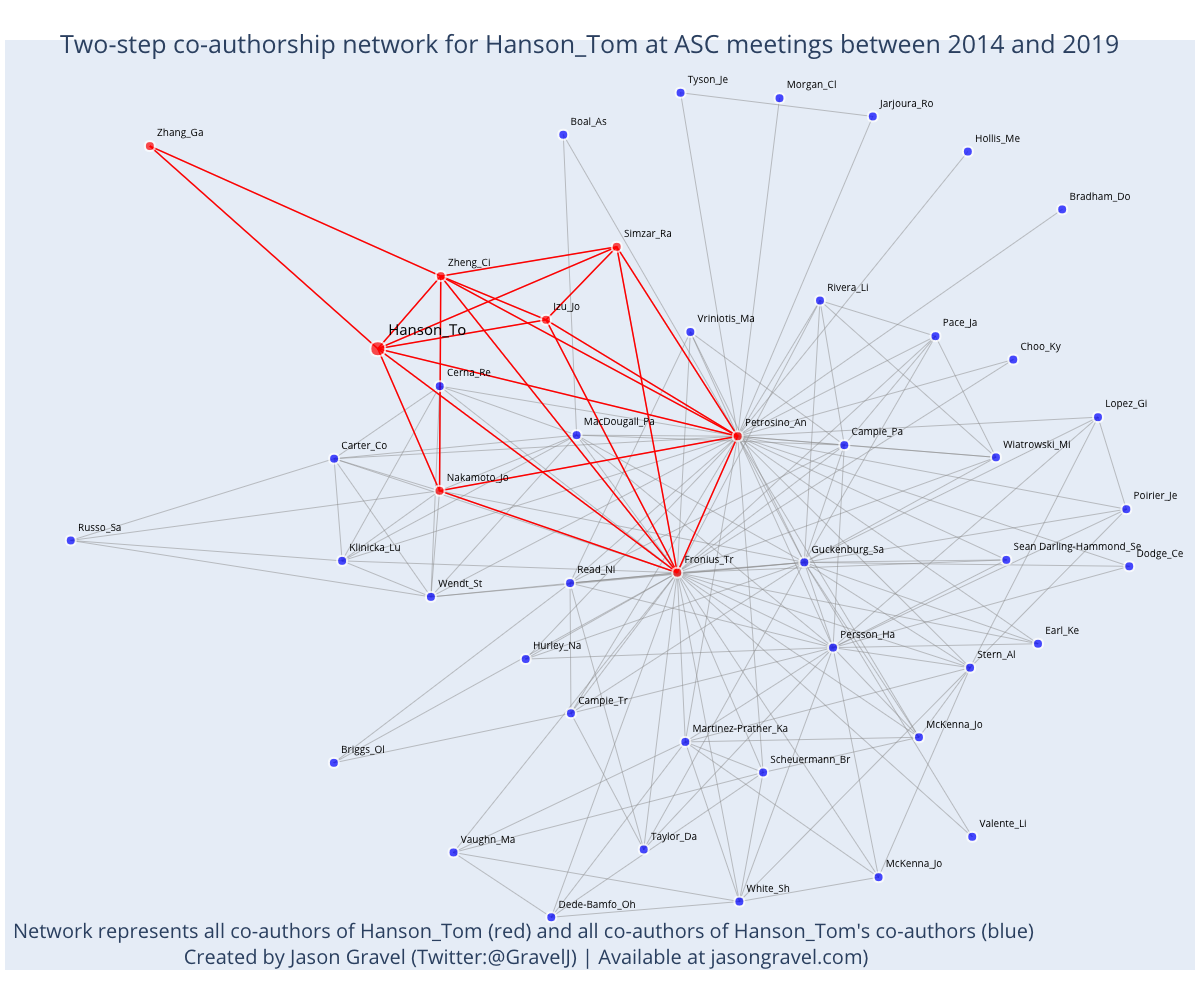 Two-step co-authorship network for Hanson_Tom at ASC meetings between 2014 and 2019
Tyson_Je
Morgan_Cl
Jarjoura_Ro
Boal_As
Zhang_Ga
Hollis_Me
Bradham_Do
Simzar_Ra
Zheng_Ci
Rivera_Li
Izu_Jo
Vriniotis_Ma
Pace_Ja
Hanson_To
Choo_Ky
Cerna_Re
Lopez_Gi
MacDougall_Pa
Petrosino_An
Campie_Pa
Carter_Co
Wiatrowski_Mi
Nakamoto_Jo
Poirier_Je
Russo_Sa
Klinicka_Lu
Guckenburg_Sa
Sean Darling-Hammond_Se
Dodge_Ce
Fronius_Tr
Read_Ni
Wendt_St
Earl_Ke
Persson_Ha
Hurley_Na
Stern_Al
Campie_Tr
McKenna_Jo
Martinez-Prather_Ka
Briggs_Ol
Scheuermann_Br
Valente_Li
Vaughn_Ma
Taylor_Da
McKenna_Jo
White_Sh
Dede-Bamfo_Oh
Network represents all co-authors of Hanson_Tom (red) and all co-authors of Hanson_Tom's co-authors (blue)
Created by Jason Gravel (Twitter:@GravelJ) | Available at jasongravel.com)